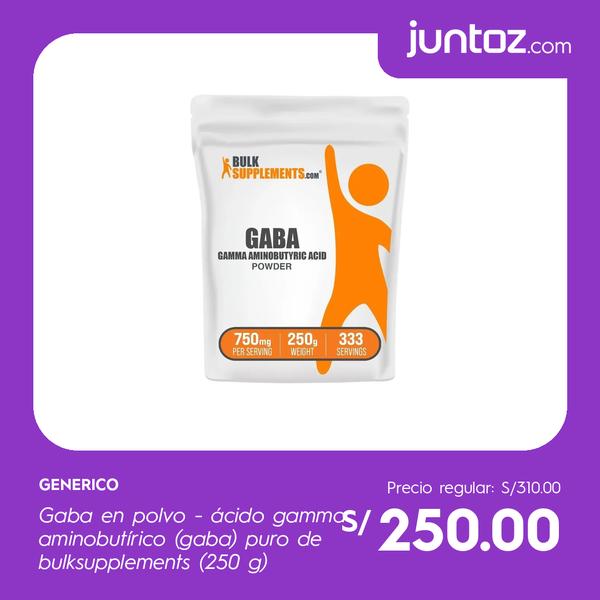 juntoz.com
BULK
SUPPLEMENTS.COM®
GABA
GAMMA AMINOBUTYRIC ACID
POWDER
750mg 250g 333
PER SERVING WEIGHT SERVINGS
GENERICO
Precio regular: S/310.00
Gaba en polvo - ácido gamma
aminobutírico (gaba) puro de
bulksupplements (250 g)
S/ 250.00